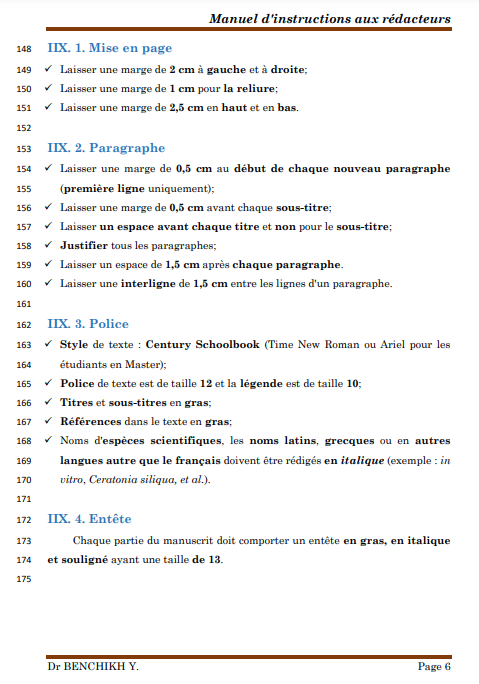 Manuel d'instructions aux rédacteurs
148 IIX. 1. Mise en page
149 ✓ Laisser une marge de 2 cm à gauche et à droite;
150 ✓ Laisser une marge de 1 cm pour la reliure;
151 ✓ Laisser une marge de 2,5 cm en haut et en bas.
152
153 IIX. 2. Paragraphe
154 ✓ Laisser une marge de 0,5 cm au début de chaque nouveau paragraphe
155 (première ligne uniquement);
156 ✓ Laisser une marge de 0,5 cm avant chaque sous-titre;
157 ✓ Laisser un espace avant chaque titre et non pour le sous-titre;
158 ✓ Justifier tous les paragraphes;
159 ✓ Laisser un espace de 1,5 cm après chaque paragraphe.
160 ✓ Laisser une interligne de 1,5 cm entre les lignes d'un paragraphe.
161
162 IIX. 3. Police
163 ✓ Style de texte : Century Schoolbook (Time New Roman ou Ariel pour les
164 étudiants en Master);
165 ✓ Police de texte est de taille 12 et la légende est de taille 10;
166 ✓ Titres et sous-titres en gras;
167 ✓ Références dans le texte en gras;
168 ✓ Noms d'espèces scientifiques, les noms latins, grecques ou en autres
169 langues autre que le français doivent être rédigés en italique (exemple : in
170 vitro, Ceratonia siliqua, et al.).
171
172 IIX. 4. Entête
173 Chaque partie du manuscrit doit comporter un entête en gras, en italique
174 et souligné ayant une taille de 13.
175
Dr BENCHIKH Y. Page 6